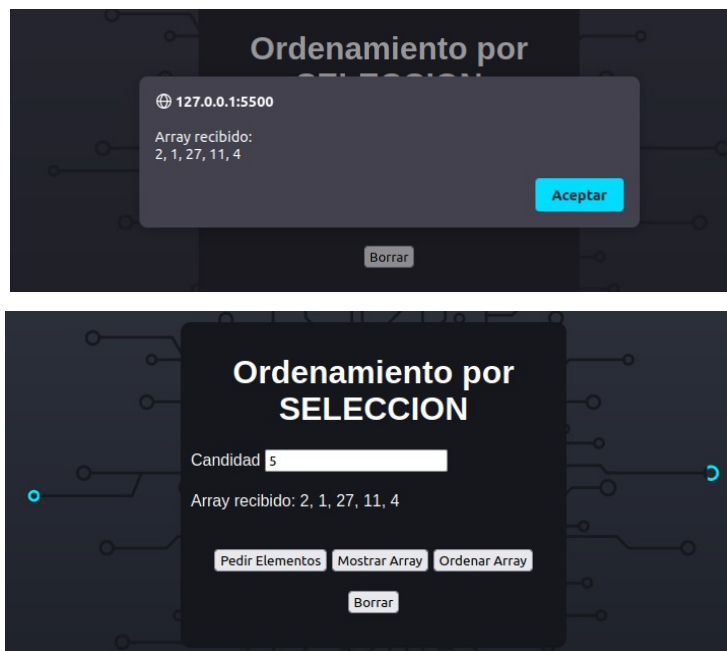 Ordenamiento por
SELECCION
127.0.0.1:5500
Array recibido:
2, 1, 27, 11, 4
Aceptar
Borrar
Ordenamiento por
SELECCION
Candidad 5
Array recibido: 2, 1, 27, 11, 4
Pedir Elementos Mostrar Array Ordenar Array
Borrar